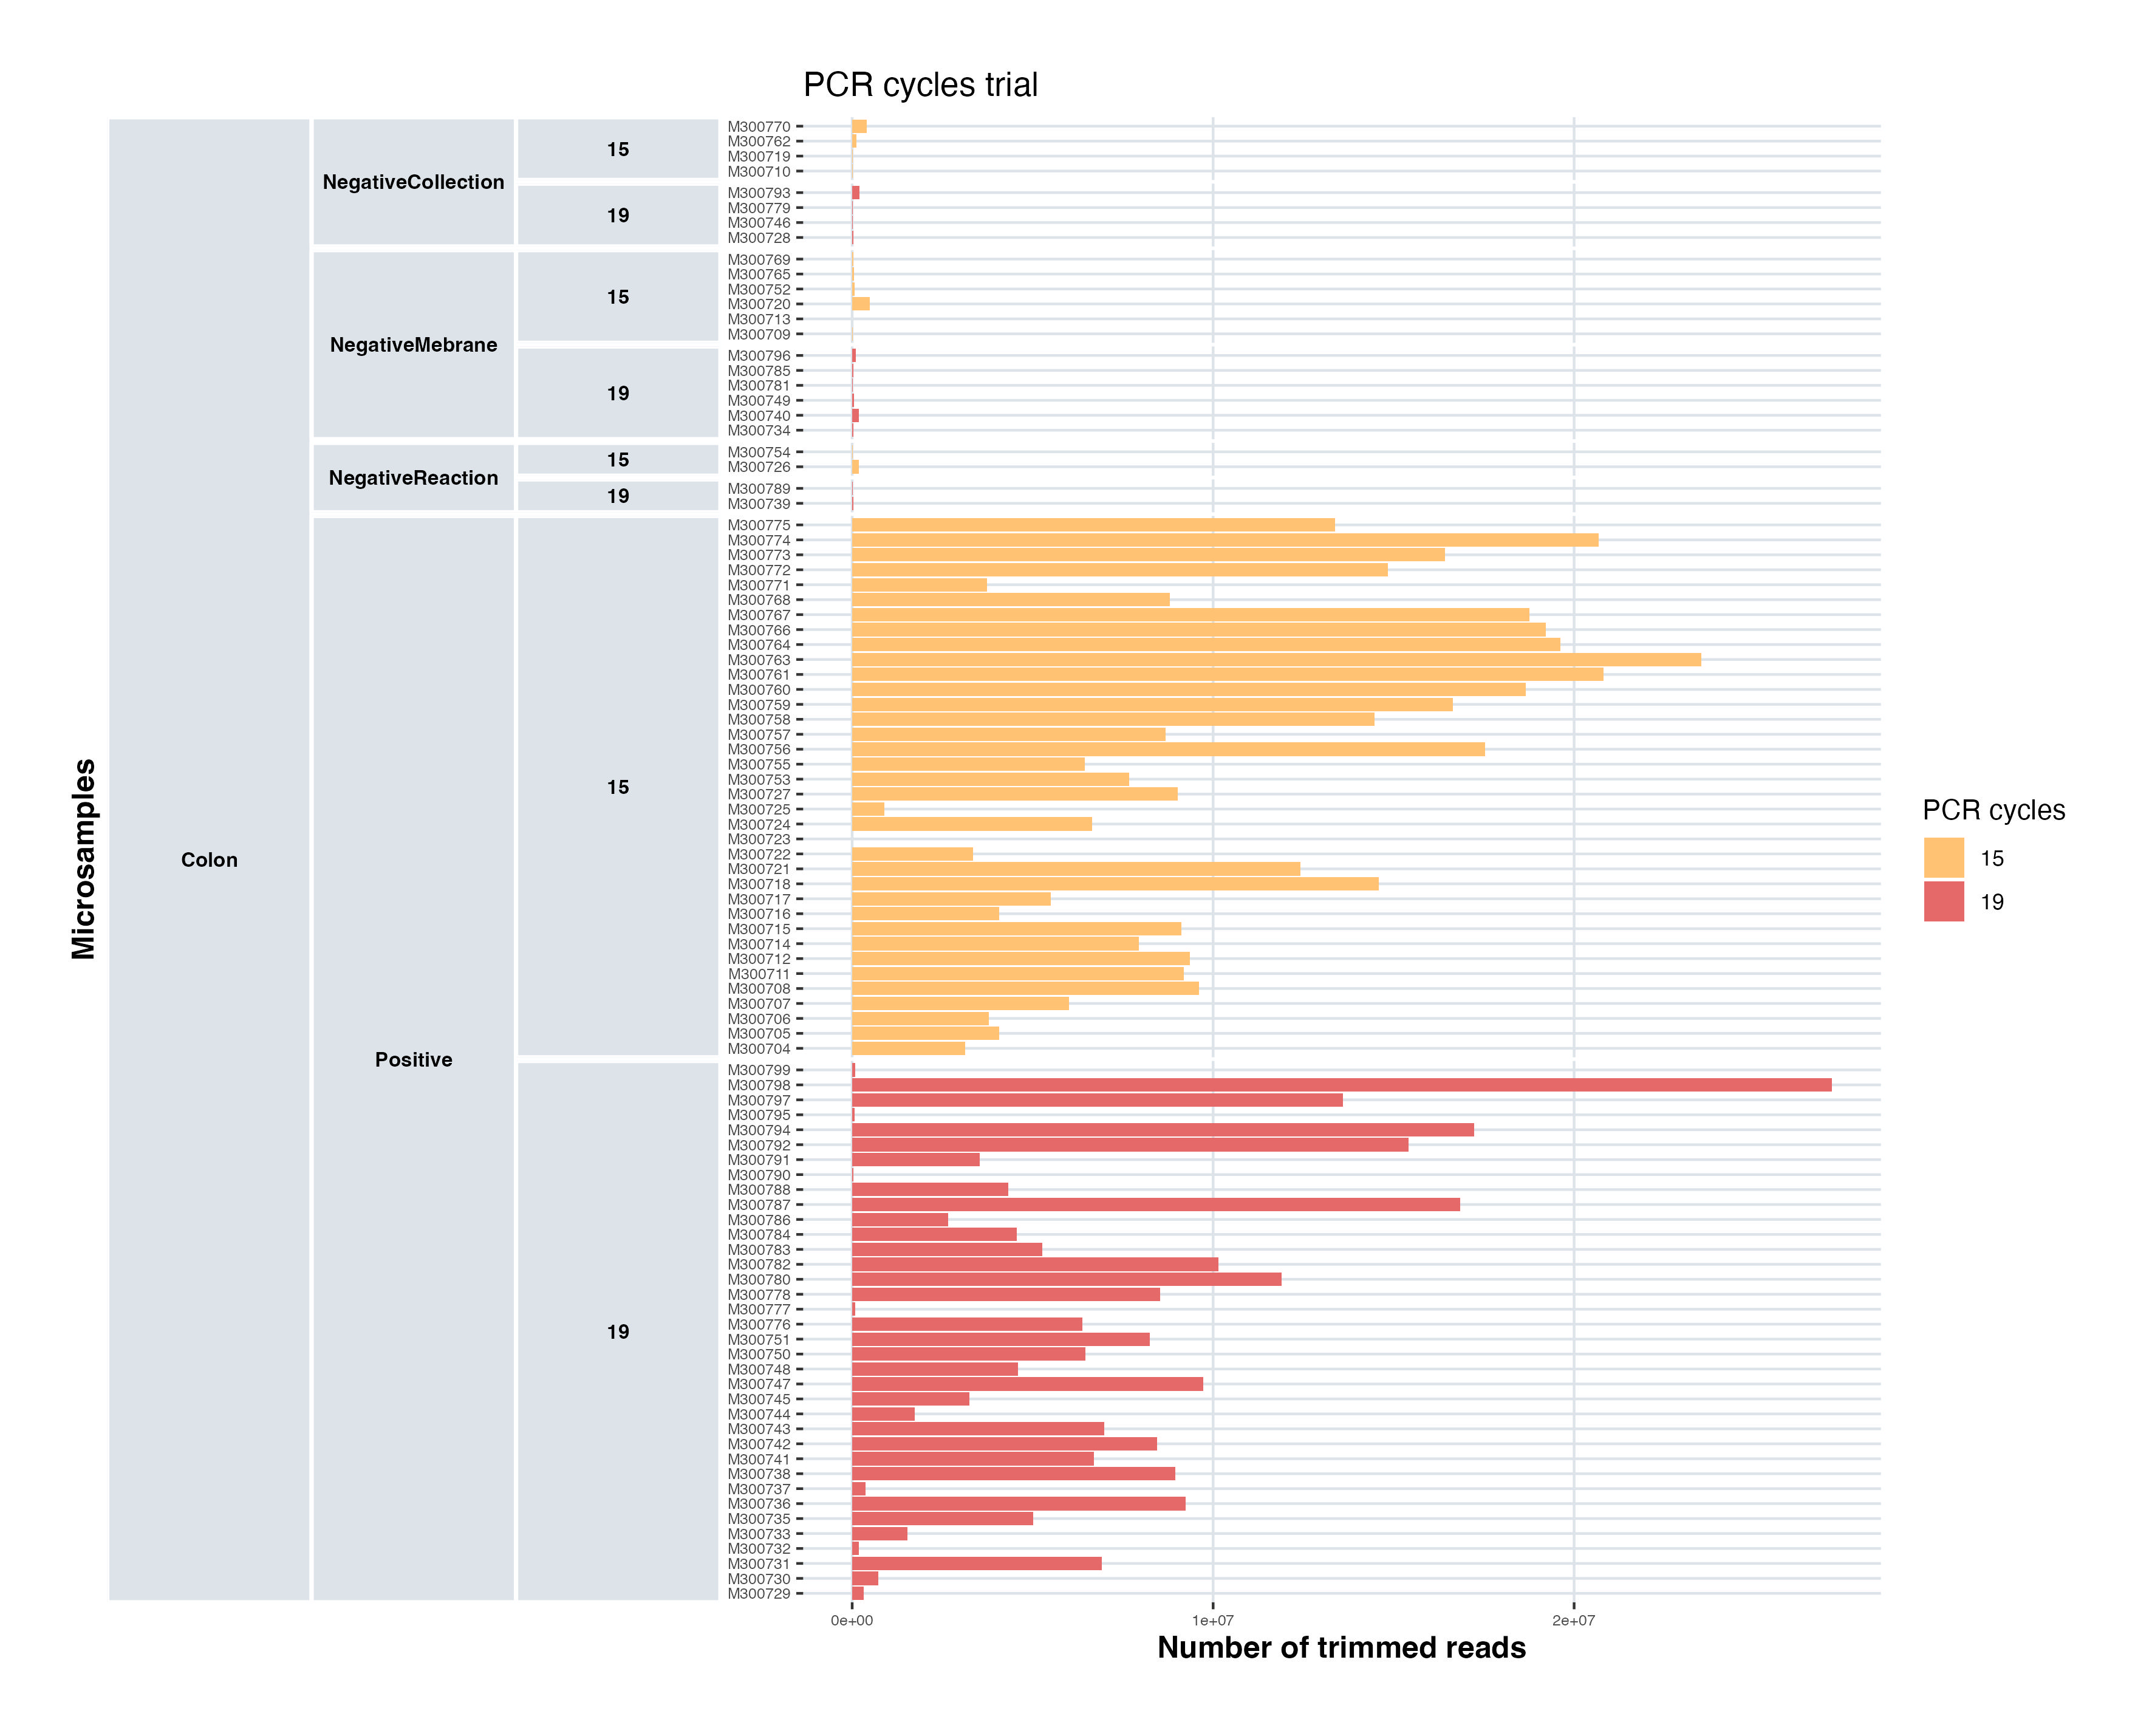 PCR cycles trial
Microsamples
Colon
NegativeCollection
15
M300770
M300762
M300719
M300710
19
M300793
M300779
M300746
M300728
NegativeMebrane
15
M300769
M300765
M300752
M300720
M300713
M300709
19
M300796
M300785
M300781
M300749
M300740
M300734
NegativeReaction
15
M300754
M300726
19
M300789
M300739
Positive
15
M300775
M300774
M300773
M300772
M300771
M300768
M300767
M300766
M300764
M300763
M300761
M300760
M300759
M300758
M300757
M300756
M300755
M300753
M300727
M300725
M300724
M300723
M300722
M300721
M300718
M300717
M300716
M300715
M300714
M300712
M300711
M300708
M300707
M300706
M300705
M300704
19
M300799
M300798
M300797
M300795
M300794
M300792
M300791
M300790
M300788
M300787
M300786
M300784
M300783
M300782
M300780
M300778
M300777
M300776
M300751
M300750
M300748
M300747
M300745
M300744
M300743
M300742
M300741
M300738
M300737
M300736
M300735
M300733
M300732
M300731
M300730
M300729
0e+00 1e+07 2e+07
Number of trimmed reads
PCR cycles
15
19